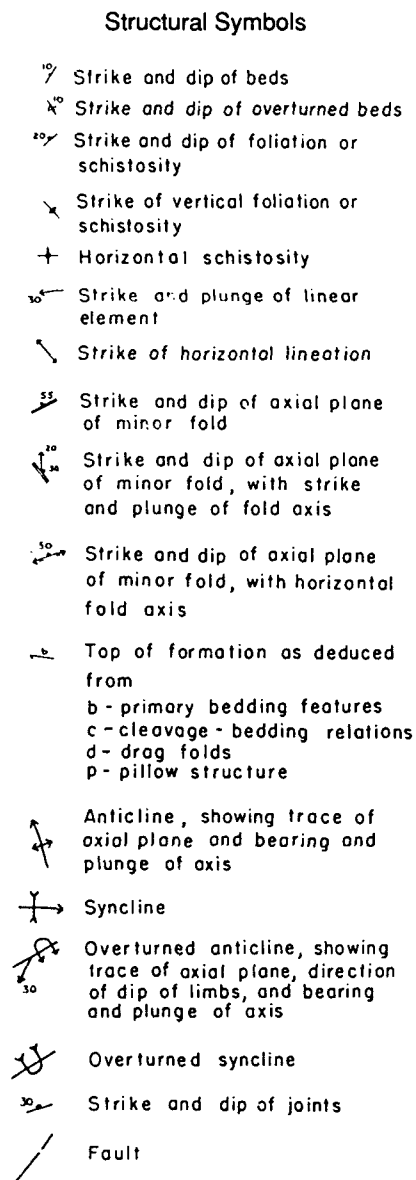 Structural Symbols
10 Strike and dip of beds
10 Strike and dip of overturned beds
20 Strike and dip of foliation or
schistosity
Strike of vertical foliation or
schistosity
Horizontal schistosity
30 Strike and plunge of linear
element
Strike of horizontal lineation
55 Strike and dip of axial plane
of minor fold
20
30
Strike and dip of axial plane
of minor fold, with strike
and plunge of fold axis
50 Strike and dip of axial plane
of minor fold, with horizontal
fold axis
b Top of formation as deduced
from
b - primary bedding features
c - cleavage - bedding relations
d - drag folds
p - pillow structure
Anticline, showing trace of
axial plane and bearing and
plunge of axis
Syncline
Overturned anticline, showing
trace of axial plane, direction
30 of dip of limbs, and bearing
and plunge of axis
Overturned syncline
30 Strike and dip of joints
Fault